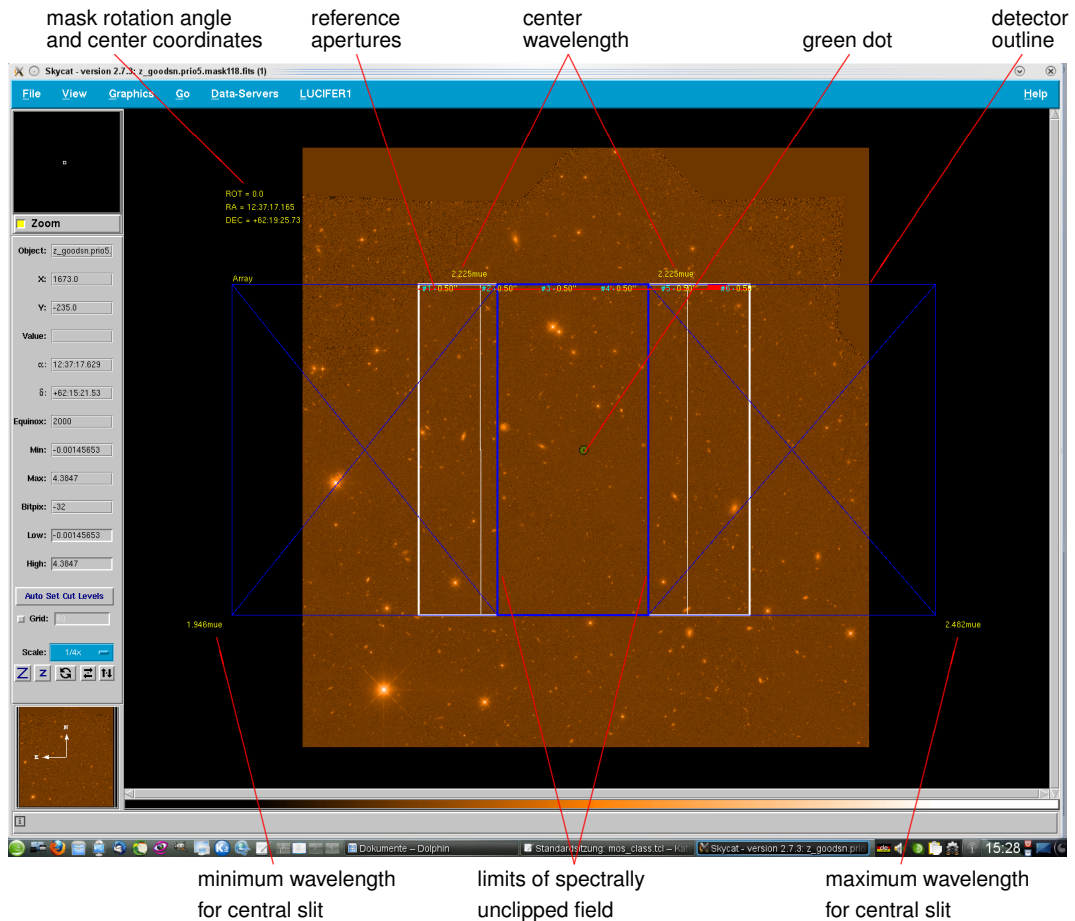 mask rotation angle
and center coordinates
reference
apertures
center
wavelength
green dot
detector
outline
Skycat - version 2.7.3: z_goodsn.prio5.mask118.fits (1)
File View Graphics Go Data-Servers LUCIFER1 Help
ROT = 0.0
RA = 12:37:17.165
DEC = +62:19:25.73
Zoom
Object: z_goodsn.prio5.
X: 1673.0
Y: -235.0
Value:
α: 12:37:17.629
δ: +62:15:21.53
Equinox: 2000
Min: -0.00145653
Max: 4.3847
Bitpix: -32
Low: -0.00145653
High: 4.3847
Auto Set Cut Levels
Grid:
Scale: 1/4x
Z z
N
E
Array
2.225mue 2.225mue
#1 - 0.50'' #2 - 0.50'' #3 - 0.50'' #4 - 0.50'' #5 - 0.50'' #6 - 0.50''
1.946mue
2.482mue
Dokumente – Dolphin
Standardsitzung: mos_class.tcl – Kat
Skycat - version 2.7.3: z_goodsn.prio
15:28
minimum wavelength
for central slit
limits of spectrally
unclipped field
maximum wavelength
for central slit